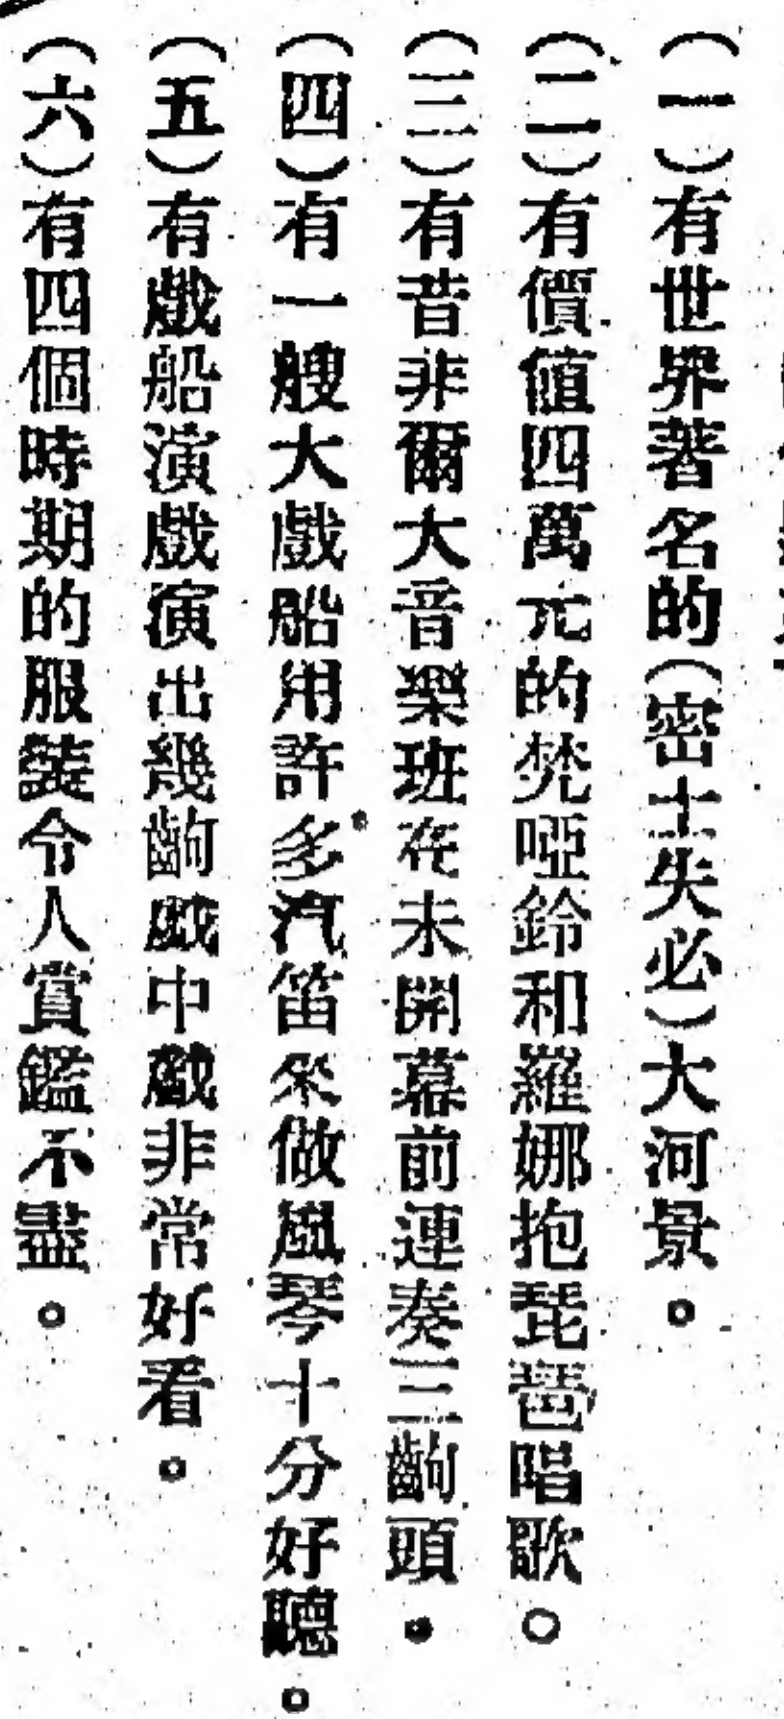 （一）有世界著名的（密士失必）大河景。
（二）有價值四萬元的梵啞鈴和羅娜抱琵琶唱歌。
（三）有昔非爾大音樂班在未開幕前連奏三齣頭。
（四）有一艘大戲船用許多汽笛來做風琴十分好聽。
（五）有戲船演戲演出幾齣戲中戲非常好看。
（六）有四個時期的服裝令人賞鑑不盡。